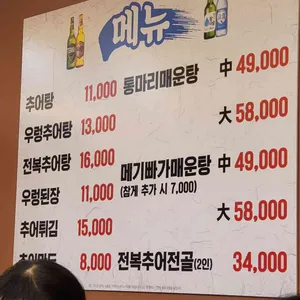 메뉴
추어탕 11,000
우렁추어탕 13,000
전복추어탕 16,000
우렁된장 11,000
추어튀김 15,000
추어만두 8,000
통마리매운탕 中 49,000
大 58,000
메기빠가매운탕 中 49,000
(참게 추가 시 7,000)
大 58,000
전복추어전골(2인) 34,000